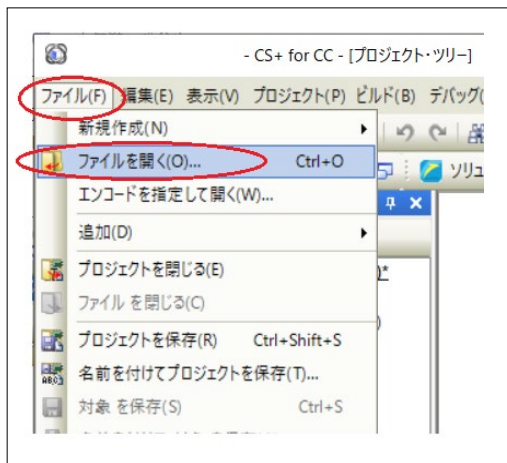 - CS+ for CC - [プロジェクト・ツリー]
ファイル(F) 編集(E) 表示(V) プロジェクト(P) ビルド(B) デバッグ(
新規作成(N)
ファイルを開く(O)... Ctrl+O
ソリュ
エンコードを指定して開く(W)...
追加(D)
プロジェクトを閉じる(E)
ファイル を閉じる(C)
プロジェクトを保存(R) Ctrl+Shift+S
名前を付けてプロジェクトを保存(T)...
対象 を保存(S) Ctrl+S